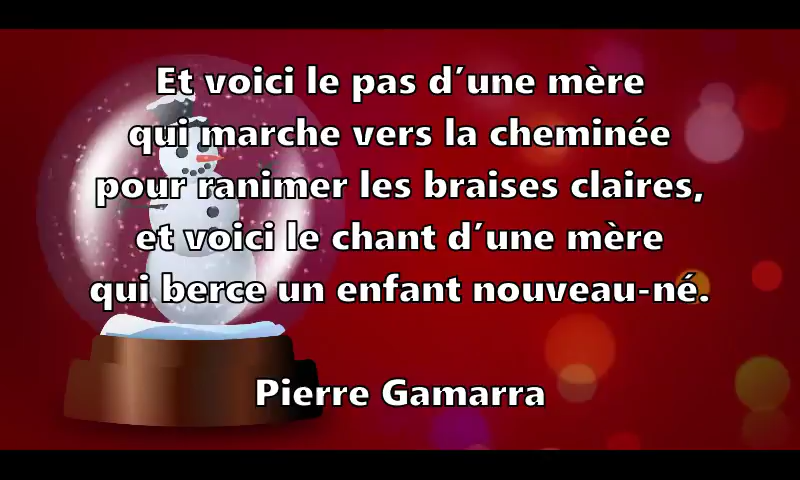 Et voici le pas d´une mère
qui marche vers la cheminée
pour ranimer les braises claires,
et voici le chant d´une mère
qui berce un enfant nouveau-né.
Pierre Gamarra